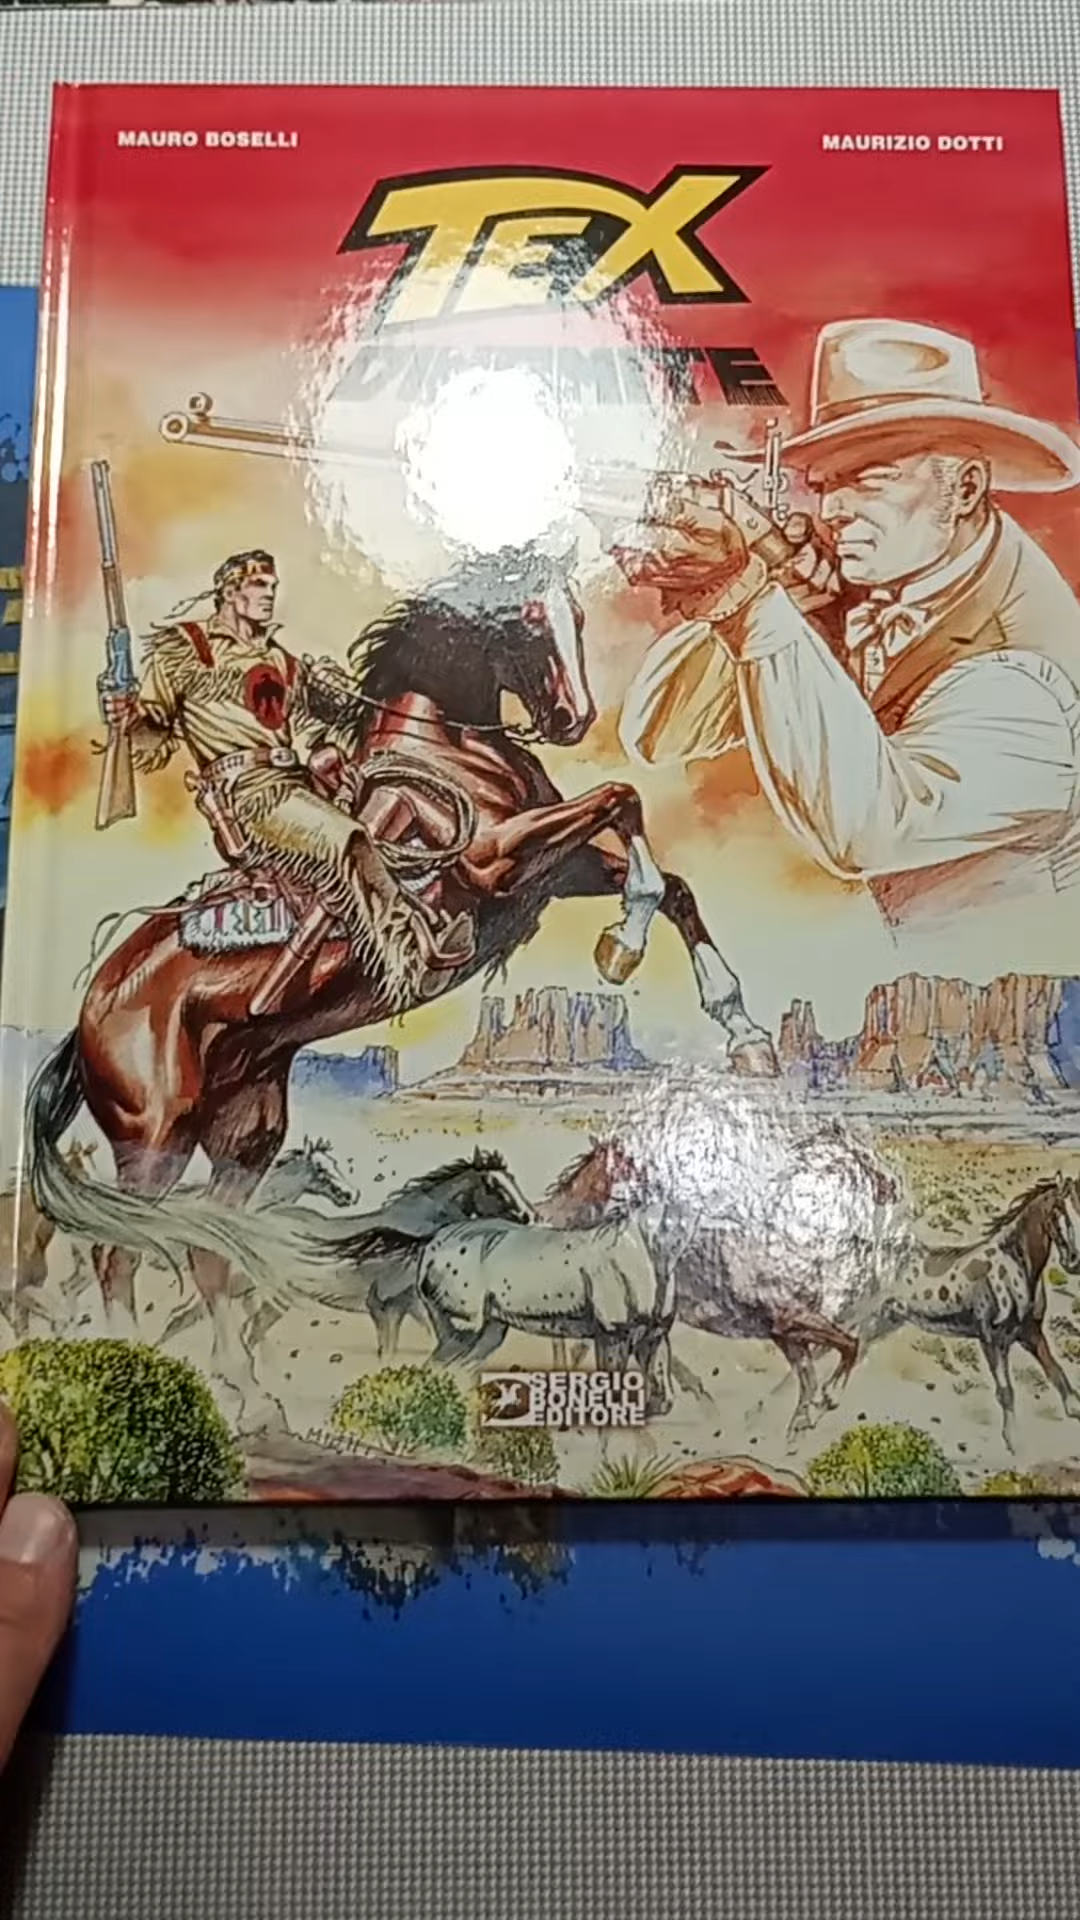 MAURO BOSELLI
MAURIZIO DOTTI
TEX
SERGIO
BONELLI
EDITORE